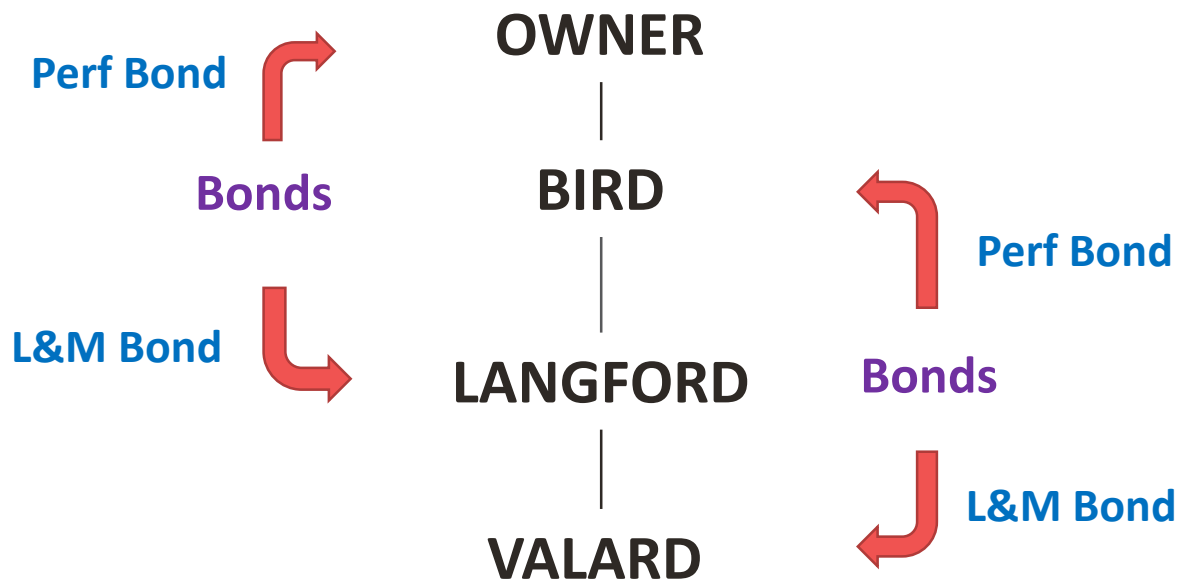 OWNER
Perf Bond
Bonds
BIRD
Perf Bond
L&M Bond
LANGFORD
Bonds
L&M Bond
VALARD